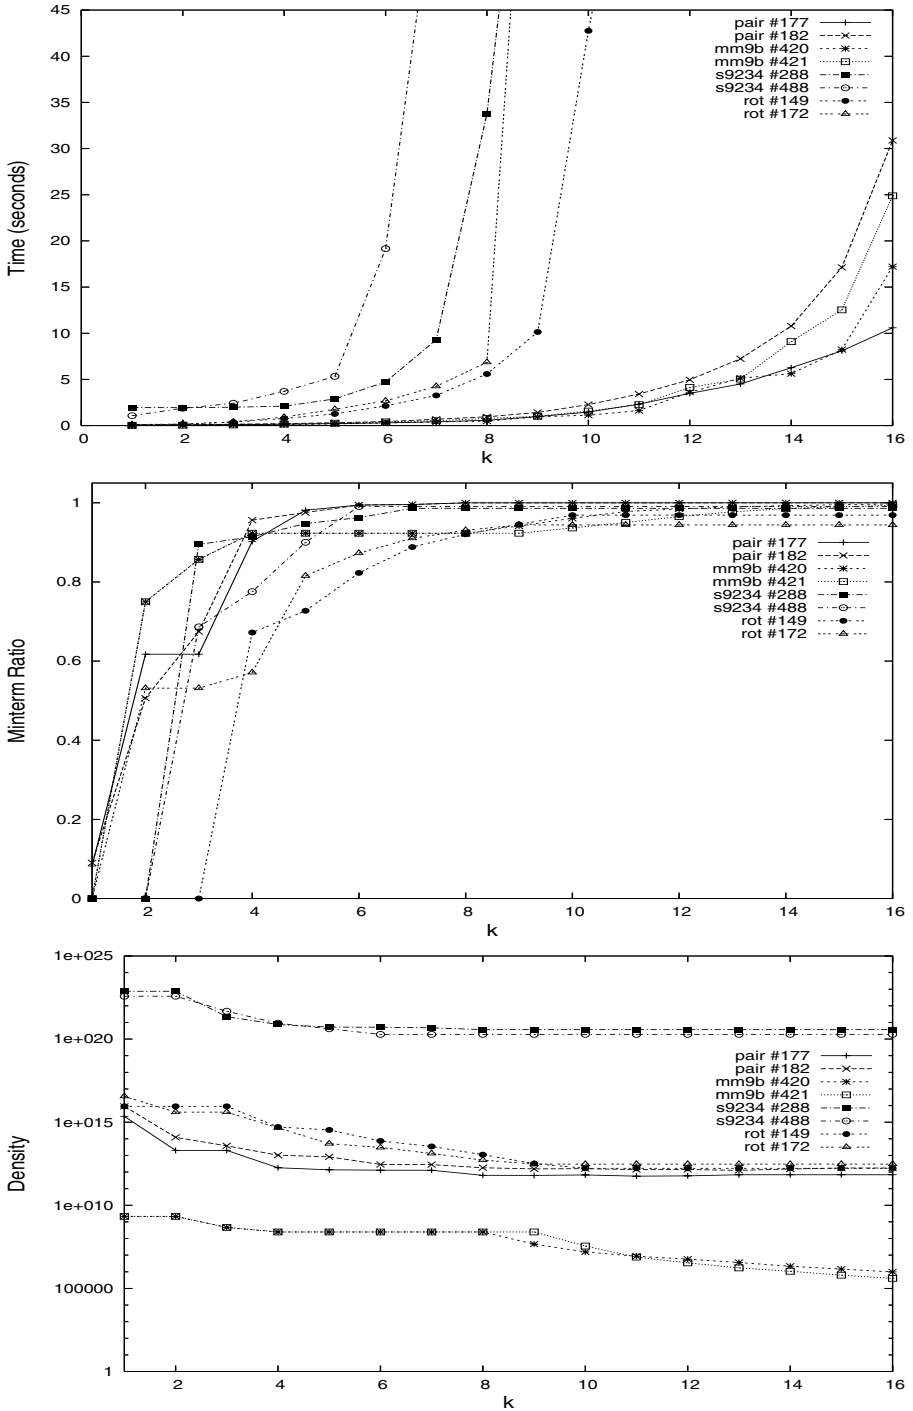 Time (seconds)
45
40
35
30
25
20
15
10
5
0
0 2 4 6 8 10 12 14 16
k
pair #177
pair #182
mm9b #420
mm9b #421
s9234 #288
s9234 #488
rot #149
rot #172
Minterm Ratio
1
0.8
0.6
0.4
0.2
0
2 4 6 8 10 12 14 16
k
pair #177
pair #182
mm9b #420
mm9b #421
s9234 #288
s9234 #488
rot #149
rot #172
Density
1e+025
1e+020
1e+015
1e+010
100000
1
2 4 6 8 10 12 14 16
k
pair #177
pair #182
mm9b #420
mm9b #421
s9234 #288
s9234 #488
rot #149
rot #172